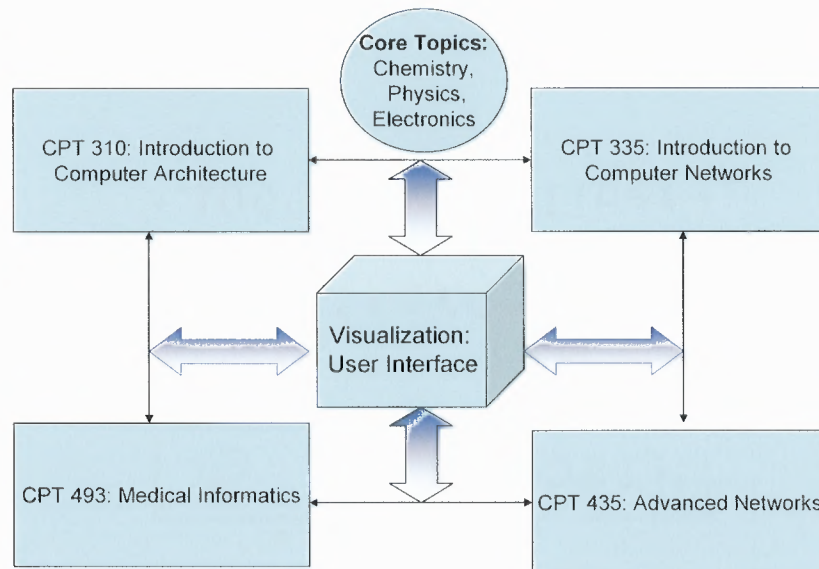 Core Topics:
Chemistry,
Physics,
Electronics
CPT 310: Introduction to
Computer Architecture
CPT 335: Introduction to
Computer Networks
Visualization:
User Interface
CPT 493: Medical Informatics
CPT 435: Advanced Networks